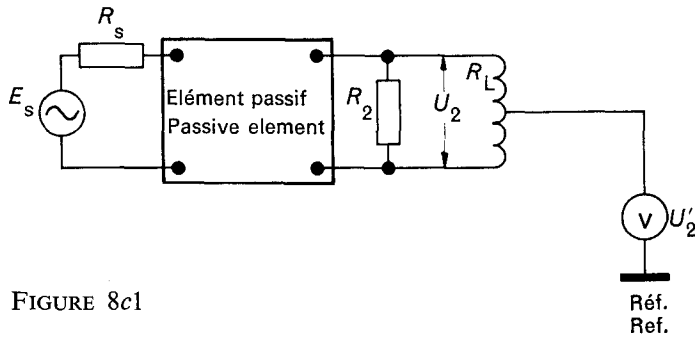 R_s
E_s
Elément passif
Passive element
R_2
U_2
R_L
V
U'_2
Réf.
Ref.
FIGURE 8c1